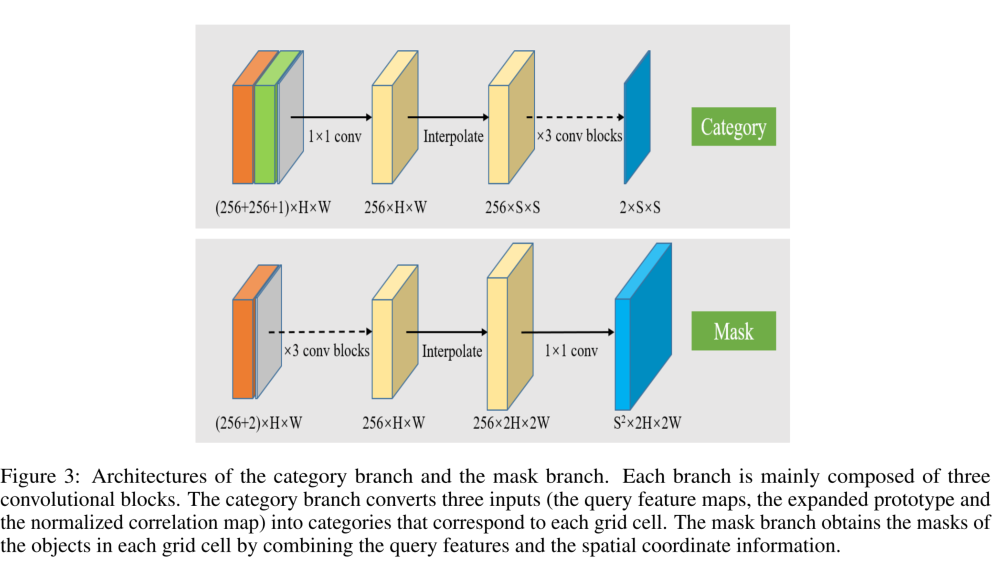 1×1 conv
Interpolate
×3 conv blocks
Category
(256+256+1)×H×W
256×H×W
256×S×S
2×S×S
×3 conv blocks
Interpolate
1×1 conv
Mask
(256+2)×H×W
256×H×W
256×2H×2W
S²×2H×2W
Figure 3: Architectures of the category branch and the mask branch. Each branch is mainly composed of three
convolutional blocks. The category branch converts three inputs (the query feature maps, the expanded prototype and
the normalized correlation map) into categories that correspond to each grid cell. The mask branch obtains the masks of
the objects in each grid cell by combining the query features and the spatial coordinate information.